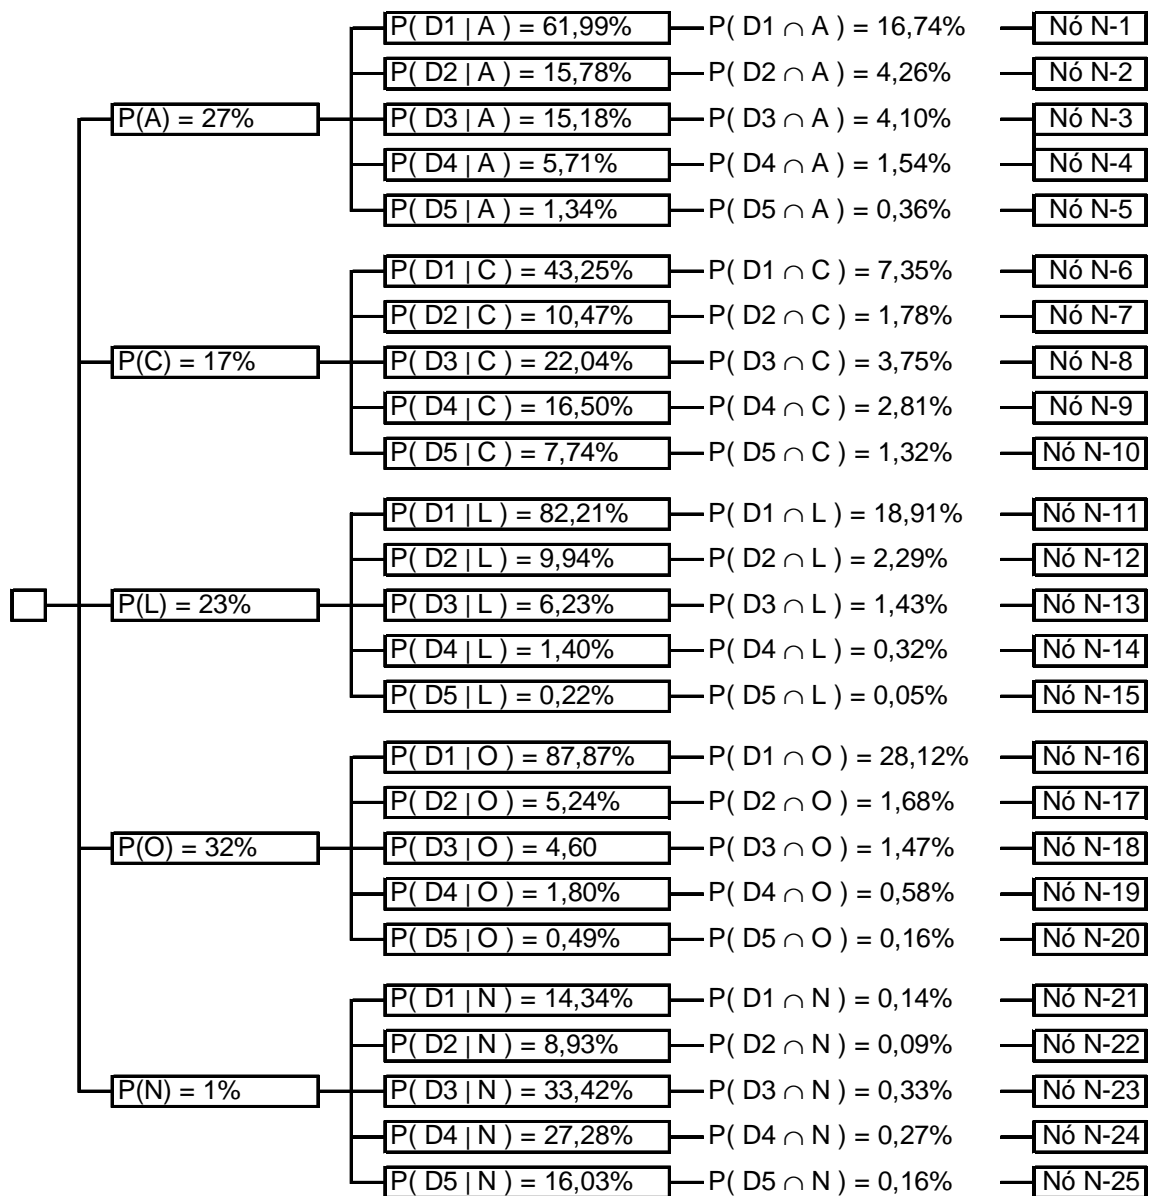 P( D1 | A ) = 61,99% P( D1 ∩ A ) = 16,74% Nó N-1
P( D2 | A ) = 15,78% P( D2 ∩ A ) = 4,26% Nó N-2
P(A) = 27% P( D3 | A ) = 15,18% P( D3 ∩ A ) = 4,10% Nó N-3
P( D4 | A ) = 5,71% P( D4 ∩ A ) = 1,54% Nó N-4
P( D5 | A ) = 1,34% P( D5 ∩ A ) = 0,36% Nó N-5
P( D1 | C ) = 43,25% P( D1 ∩ C ) = 7,35% Nó N-6
P( D2 | C ) = 10,47% P( D2 ∩ C ) = 1,78% Nó N-7
P(C) = 17% P( D3 | C ) = 22,04% P( D3 ∩ C ) = 3,75% Nó N-8
P( D4 | C ) = 16,50% P( D4 ∩ C ) = 2,81% Nó N-9
P( D5 | C ) = 7,74% P( D5 ∩ C ) = 1,32% Nó N-10
P( D1 | L ) = 82,21% P( D1 ∩ L ) = 18,91% Nó N-11
P( D2 | L ) = 9,94% P( D2 ∩ L ) = 2,29% Nó N-12
P(L) = 23% P( D3 | L ) = 6,23% P( D3 ∩ L ) = 1,43% Nó N-13
P( D4 | L ) = 1,40% P( D4 ∩ L ) = 0,32% Nó N-14
P( D5 | L ) = 0,22% P( D5 ∩ L ) = 0,05% Nó N-15
P( D1 | O ) = 87,87% P( D1 ∩ O ) = 28,12% Nó N-16
P( D2 | O ) = 5,24% P( D2 ∩ O ) = 1,68% Nó N-17
P(O) = 32% P( D3 | O ) = 4,60 P( D3 ∩ O ) = 1,47% Nó N-18
P( D4 | O ) = 1,80% P( D4 ∩ O ) = 0,58% Nó N-19
P( D5 | O ) = 0,49% P( D5 ∩ O ) = 0,16% Nó N-20
P( D1 | N ) = 14,34% P( D1 ∩ N ) = 0,14% Nó N-21
P( D2 | N ) = 8,93% P( D2 ∩ N ) = 0,09% Nó N-22
P(N) = 1% P( D3 | N ) = 33,42% P( D3 ∩ N ) = 0,33% Nó N-23
P( D4 | N ) = 27,28% P( D4 ∩ N ) = 0,27% Nó N-24
P( D5 | N ) = 16,03% P( D5 ∩ N ) = 0,16% Nó N-25